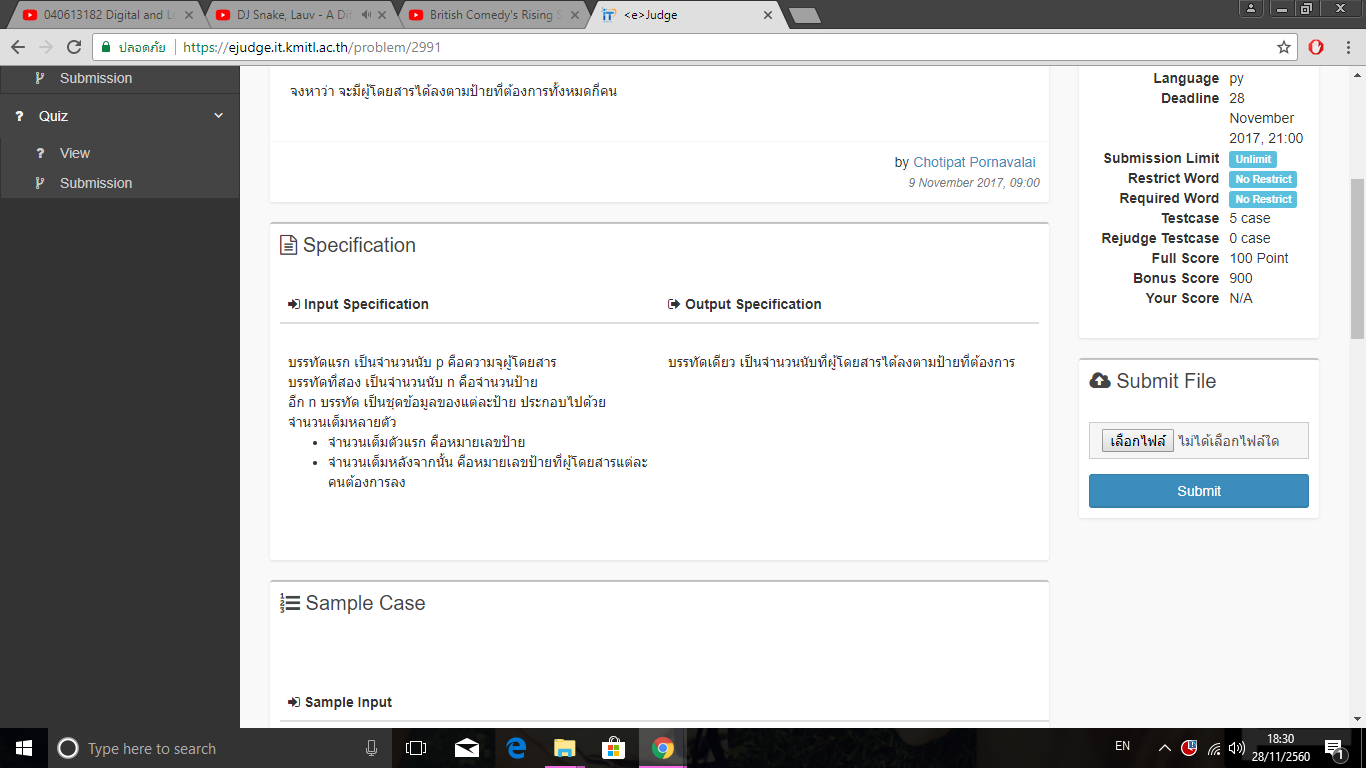 040613182 Digital and Lo
DJ Snake, Lauv - A Dif
British Comedy's Rising S
<e>Judge
ปลอดภัย
https://ejudge.it.kmitl.ac.th/problem/2991
Submission
Quiz
View
Submission
จงหาว่า จะมีผู้โดยสารได้ลงตามป้ายที่ต้องการทั้งหมดกี่คน
by Chotipat Pornavalai
9 November 2017, 09:00
Specification
Input Specification
Output Specification
บรรทัดแรก เป็นจำนวนนับ p คือความจุผู้โดยสาร
บรรทัดที่สอง เป็นจำนวนนับ n คือจำนวนป้าย
อีก n บรรทัด เป็นชุดข้อมูลของแต่ละป้าย ประกอบไปด้วย
จำนวนเต็มหลายตัว
• จำนวนเต็มตัวแรก คือหมายเลขป้าย
• จำนวนเต็มหลังจากนั้น คือหมายเลขป้ายที่ผู้โดยสารแต่ละ
คนต้องการลง
บรรทัดเดียว เป็นจำนวนนับที่ผู้โดยสารได้ลงตามป้ายที่ต้องการ
Sample Case
Sample Input
Language py
Deadline 28
November
2017, 21:00
Submission Limit Unlimit
Restrict Word No Restrict
Required Word No Restrict
Testcase 5 case
Rejudge Testcase 0 case
Full Score 100 Point
Bonus Score 900
Your Score N/A
Submit File
เลือกไฟล์ ไม่ได้เลือกไฟล์ใด
Submit
Type here to search
EN
18:30
28/11/2560
1